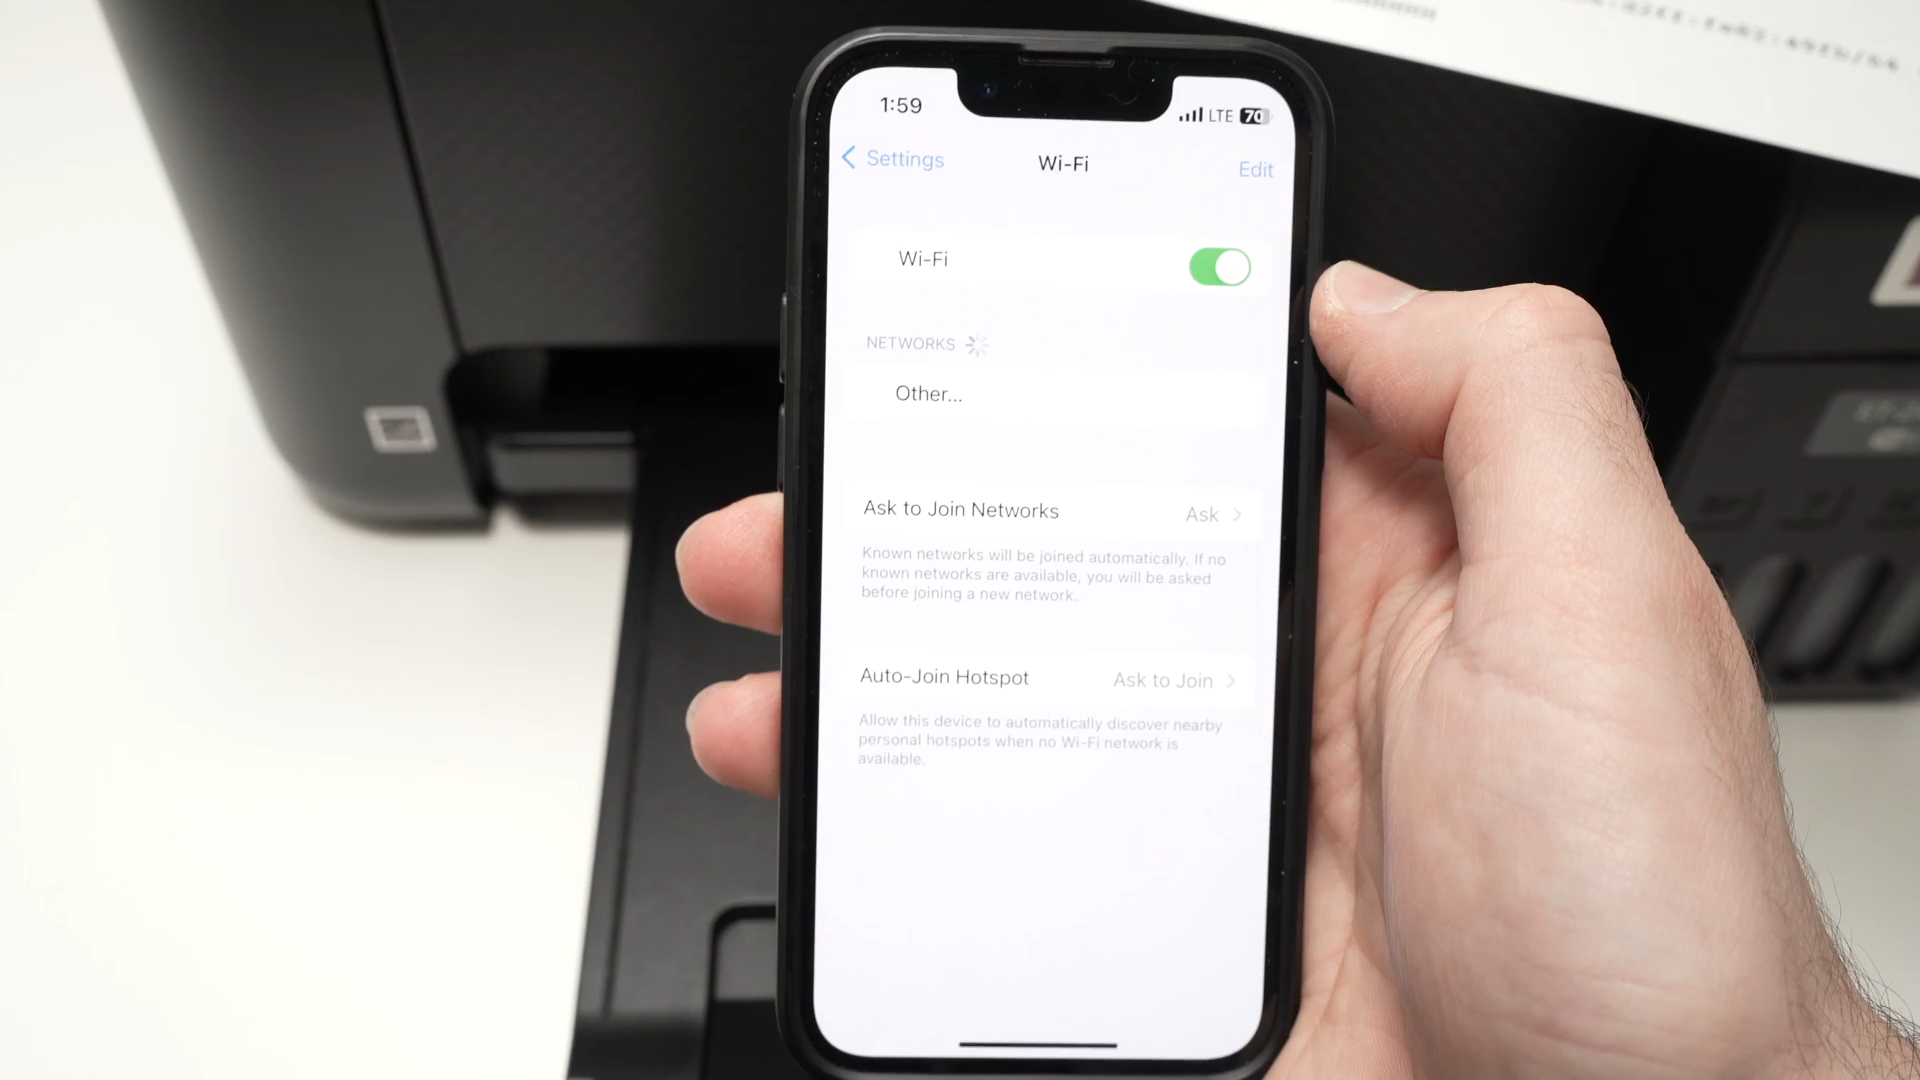 1:59
LTE 70
Settings
Wi-Fi
Edit
Wi-Fi
NETWORKS
Other...
Ask to Join Networks Ask
Known networks will be joined automatically. If no
known networks are available, you will be asked
before joining a new network.
Auto-Join Hotspot Ask to Join
Allow this device to automatically discover nearby
personal hotspots when no Wi-Fi network is
available.